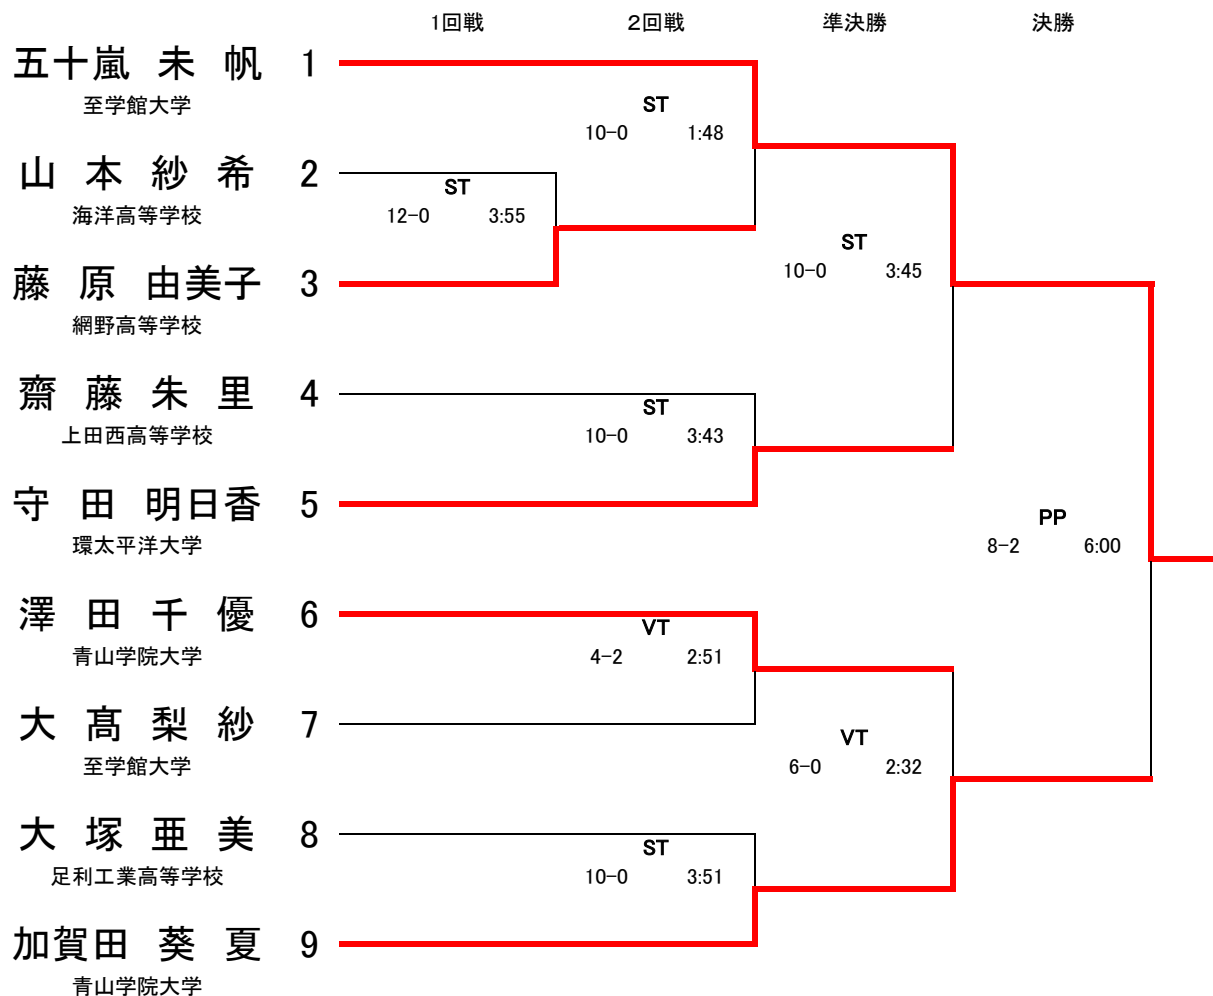 1回戦 2回戦 準決勝 決勝
五十嵐 未 帆 1
至学館大学
ST
10-0 1:48
山 本 紗 希 2
海洋高等学校
ST
12-0 3:55
藤 原 由美子 3
網野高等学校
ST
10-0 3:45
齋 藤 朱 里 4
上田西高等学校
ST
10-0 3:43
守 田 明日香 5
環太平洋大学
PP
8-2 6:00
澤 田 千 優 6
青山学院大学
VT
4-2 2:51
大 髙 梨 紗 7
至学館大学
VT
6-0 2:32
大 塚 亜 美 8
足利工業高等学校
ST
10-0 3:51
加賀田 葵 夏 9
青山学院大学